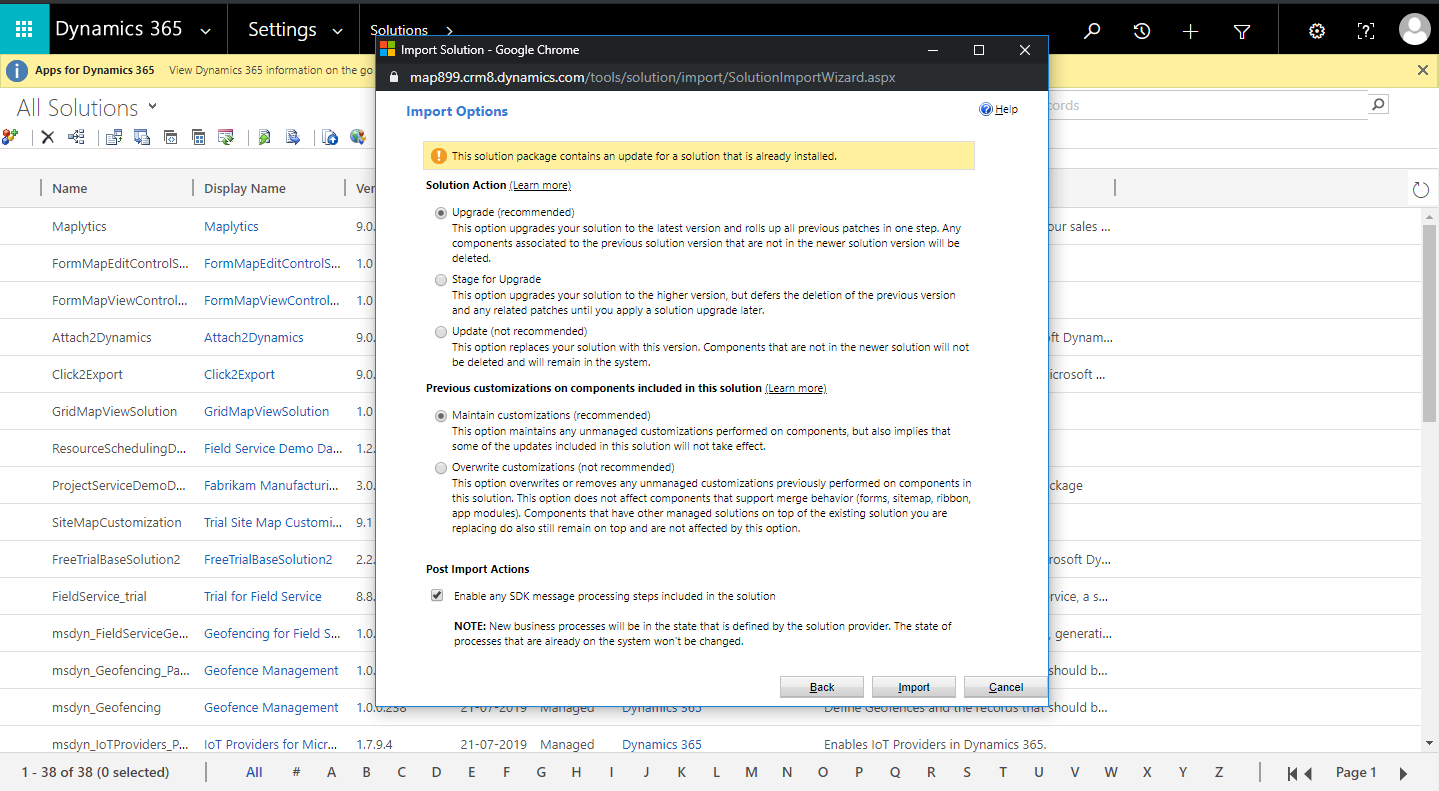 Dynamics 365 Settings Solutions
Apps for Dynamics 365 View Dynamics 365 information on the go
All Solutions
cords
Name Display Name Ver
Maplytics Maplytics 9.0. our sales ...
FormMapEditControlS... FormMapEditControlS... 1.0
FormMapViewControl... FormMapViewControl... 1.0
Attach2Dynamics Attach2Dynamics 9.0. oft Dynam...
Click2Export Click2Export 9.0. icrosoft ...
GridMapViewSolution GridMapViewSolution 1.0
ResourceSchedulingD... Field Service Demo Da... 1.2.
ProjectServiceDemoD... Fabrikam Manufacturi... 3.0. ckage
SiteMapCustomization Trial Site Map Customi... 9.1
FreeTrialBaseSolution2 FreeTrialBaseSolution2 2.2. rosoft Dy...
FieldService_trial Trial for Field Service 8.8. rvice, a s...
msdyn_FieldServiceGe... Geofencing for Field S... 1.0. , generati...
msdyn_Geofencing_Pa... Geofence Management 1.0. should b...
msdyn_Geofencing Geofence Management 1.0.0.238 21-07-2019 Managed Dynamics 365 Define Geofences and the records that should b...
msdyn_IoTProviders_P... IoT Providers for Micr... 1.7.9.4 21-07-2019 Managed Dynamics 365 Enables IoT Providers in Dynamics 365.
1 - 38 of 38 (0 selected) All # A B C D E F G H I J K L M N O P Q R S T U V W X Y Z Page 1
Import Solution - Google Chrome
map899.crm8.dynamics.com/tools/solution/import/SolutionImportWizard.aspx
Import Options
Help
This solution package contains an update for a solution that is already installed.
Solution Action (Learn more)
Upgrade (recommended)
This option upgrades your solution to the latest version and rolls up all previous patches in one step. Any
components associated to the previous solution version that are not in the newer solution version will be
deleted.
Stage for Upgrade
This option upgrades your solution to the higher version, but defers the deletion of the previous version
and any related patches until you apply a solution upgrade later.
Update (not recommended)
This option replaces your solution with this version. Components that are not in the newer solution will not
be deleted and will remain in the system.
Previous customizations on components included in this solution (Learn more)
Maintain customizations (recommended)
This option maintains any unmanaged customizations performed on components, but also implies that
some of the updates included in this solution will not take effect.
Overwrite customizations (not recommended)
This option overwrites or removes any unmanaged customizations previously performed on components in
this solution. This option does not affect components that support merge behavior (forms, sitemap, ribbon,
app modules). Components that have other managed solutions on top of the existing solution you are
replacing do also still remain on top and are not affected by this option.
Post Import Actions
Enable any SDK message processing steps included in the solution
NOTE: New business processes will be in the state that is defined by the solution provider. The state of
processes that are already on the system won't be changed.
Back Import Cancel